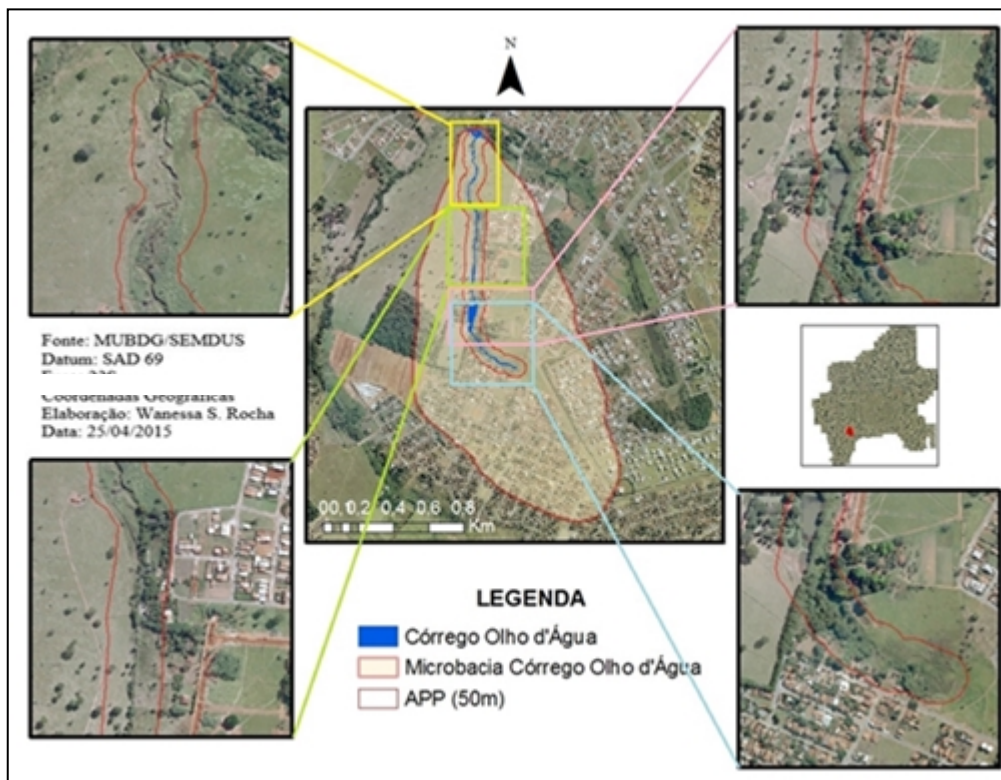 N
Fonte: MUBDG/SEMDUS
Datum: SAD 69
Coordenadas Geográficas
Elaboração: Wanessa S. Rocha
Data: 25/04/2015
00.10.2 0.4 0.6 0.8
Km
LEGENDA
Córrego Olho d'Água
Microbacia Córrego Olho d'Água
APP (50m)